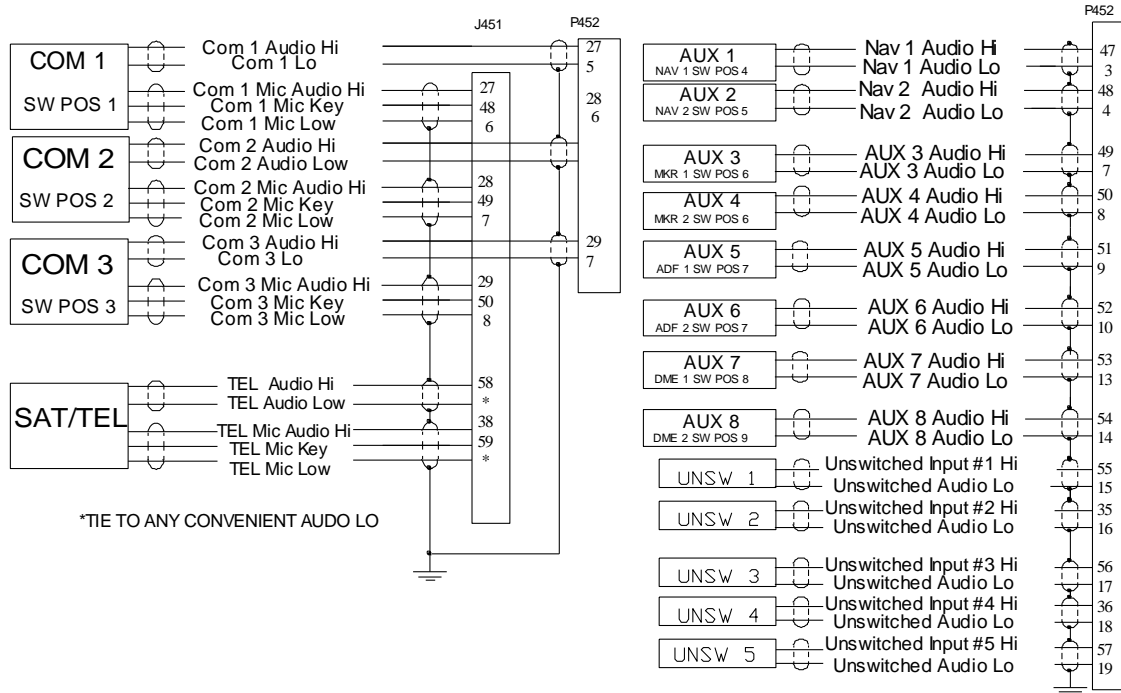 J451
P452
COM 1
SW POS 1
Com 1 Audio Hi
Com 1 Lo
27
5
Com 1 Mic Audio Hi
Com 1 Mic Key
Com 1 Mic Low
27
48
6
28
6
COM 2
SW POS 2
Com 2 Audio Hi
Com 2 Audio Low
Com 2 Mic Audio Hi
Com 2 Mic Key
Com 2 Mic Low
28
49
7
COM 3
SW POS 3
Com 3 Audio Hi
Com 3 Lo
29
7
Com 3 Mic Audio Hi
Com 3 Mic Key
Com 3 Mic Low
29
50
8
SAT/TEL
TEL Audio Hi
TEL Audio Low
TEL Mic Audio Hi
TEL Mic Key
TEL Mic Low
58
*
38
59
*
*TIE TO ANY CONVENIENT AUDO LO
P452
AUX 1
NAV 1 SW POS 4
Nav 1 Audio Hi
Nav 1 Audio Lo
47
3
AUX 2
NAV 2 SW POS 5
Nav 2 Audio Hi
Nav 2 Audio Lo
48
4
AUX 3
MKR 1 SW POS 6
AUX 3 Audio Hi
AUX 3 Audio Lo
49
7
AUX 4
MKR 2 SW POS 6
AUX 4 Audio Hi
AUX 4 Audio Lo
50
8
AUX 5
ADF 1 SW POS 7
AUX 5 Audio Hi
AUX 5 Audio Lo
51
9
AUX 6
ADF 2 SW POS 7
AUX 6 Audio Hi
AUX 6 Audio Lo
52
10
AUX 7
DME 1 SW POS 8
AUX 7 Audio Hi
AUX 7 Audio Lo
53
13
AUX 8
DME 2 SW POS 9
AUX 8 Audio Hi
AUX 8 Audio Lo
54
14
UNSW 1
Unswitched Input #1 Hi
Unswitched Audio Lo
55
15
UNSW 2
Unswitched Input #2 Hi
Unswitched Audio Lo
35
16
UNSW 3
Unswitched Input #3 Hi
Unswitched Audio Lo
56
17
UNSW 4
Unswitched Input #4 Hi
Unswitched Audio Lo
36
18
UNSW 5
Unswitched Input #5 Hi
Unswitched Audio Lo
57
19